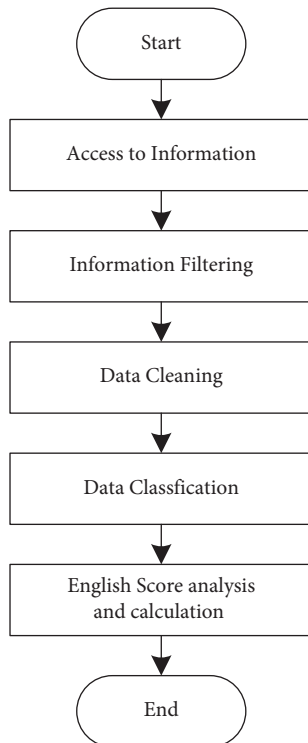 Start
Access to Information
Information Filtering
Data Cleaning
Data Classfication
English Score analysis
and calculation
End